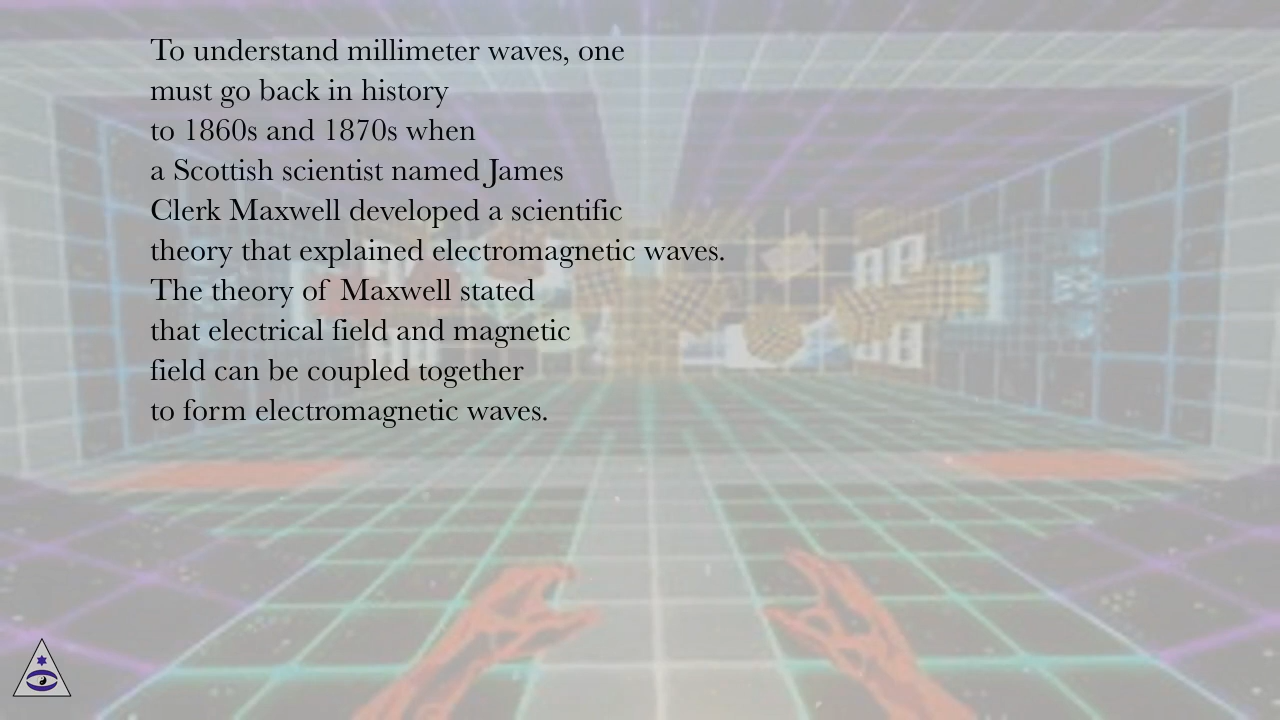 To understand millimeter waves, one
must go back in history
to 1860s and 1870s when
a Scottish scientist named James
Clerk Maxwell developed a scientific
theory that explained electromagnetic waves.
The theory of Maxwell stated
that electrical field and magnetic
field can be coupled together
to form electromagnetic waves.